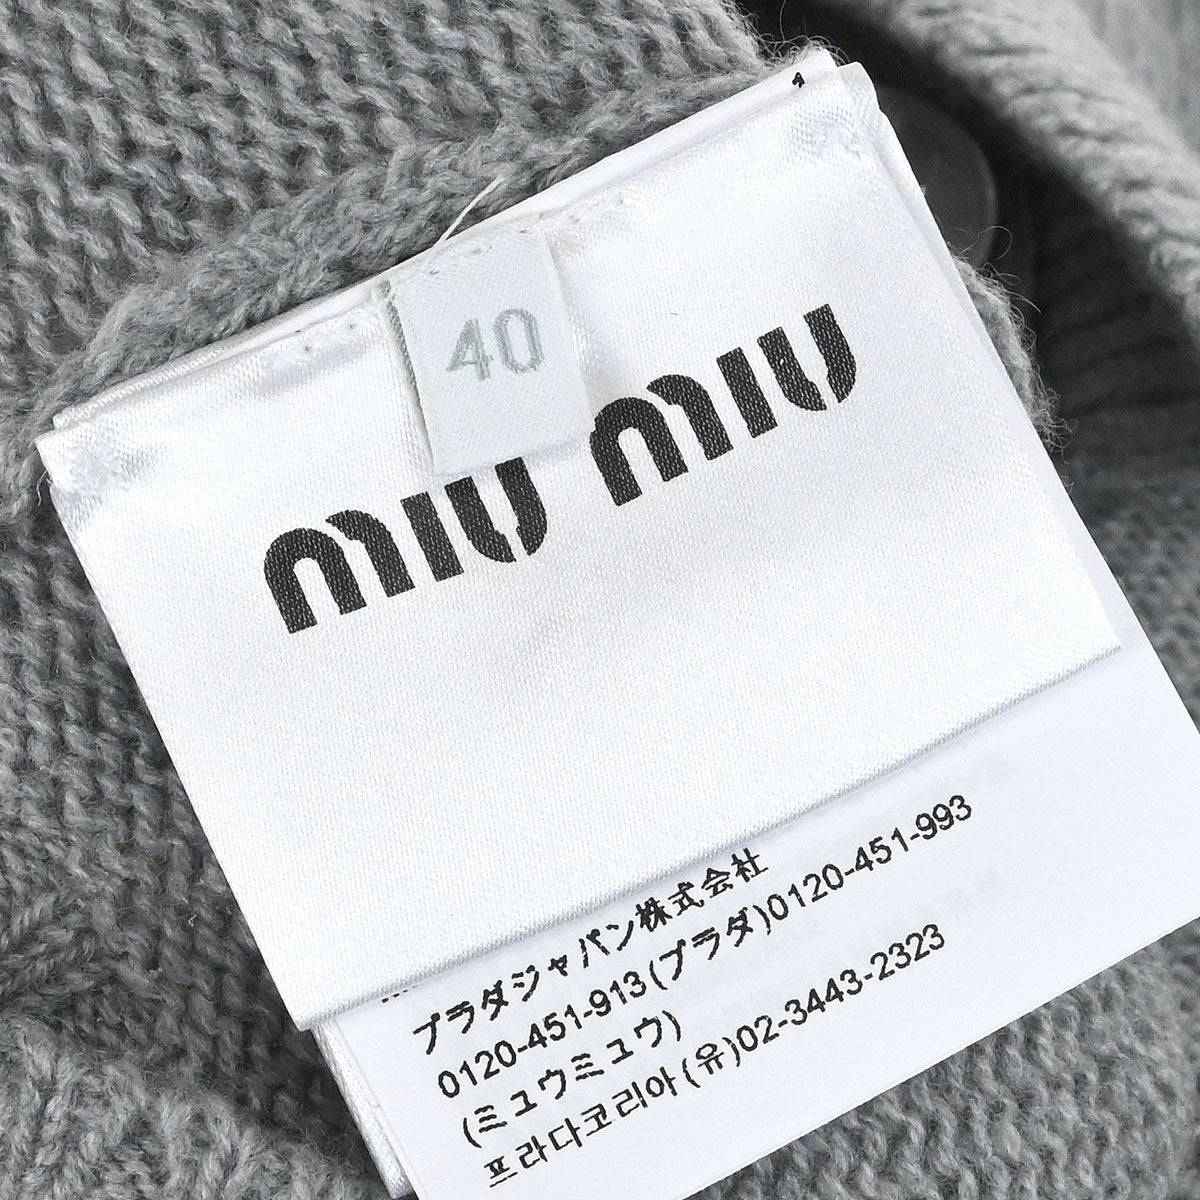 40
miu miu
プラダジャパン株式会社
0120-451-913(プラダ)0120-451-993
(ミュウミュウ)
프라다코리아(유)02-3443-2323